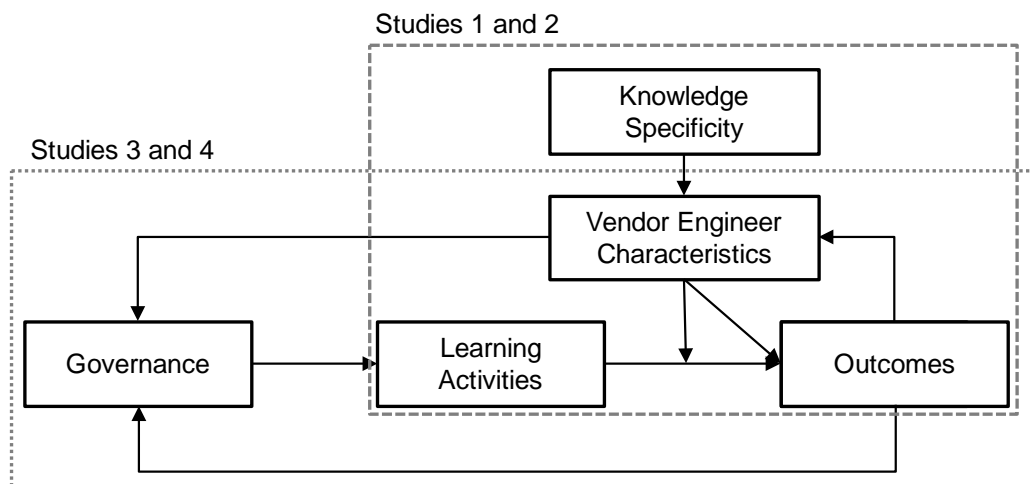 Studies 1 and 2
Knowledge
Specificity
Studies 3 and 4
Vendor Engineer
Characteristics
Governance
Learning
Activities
Outcomes